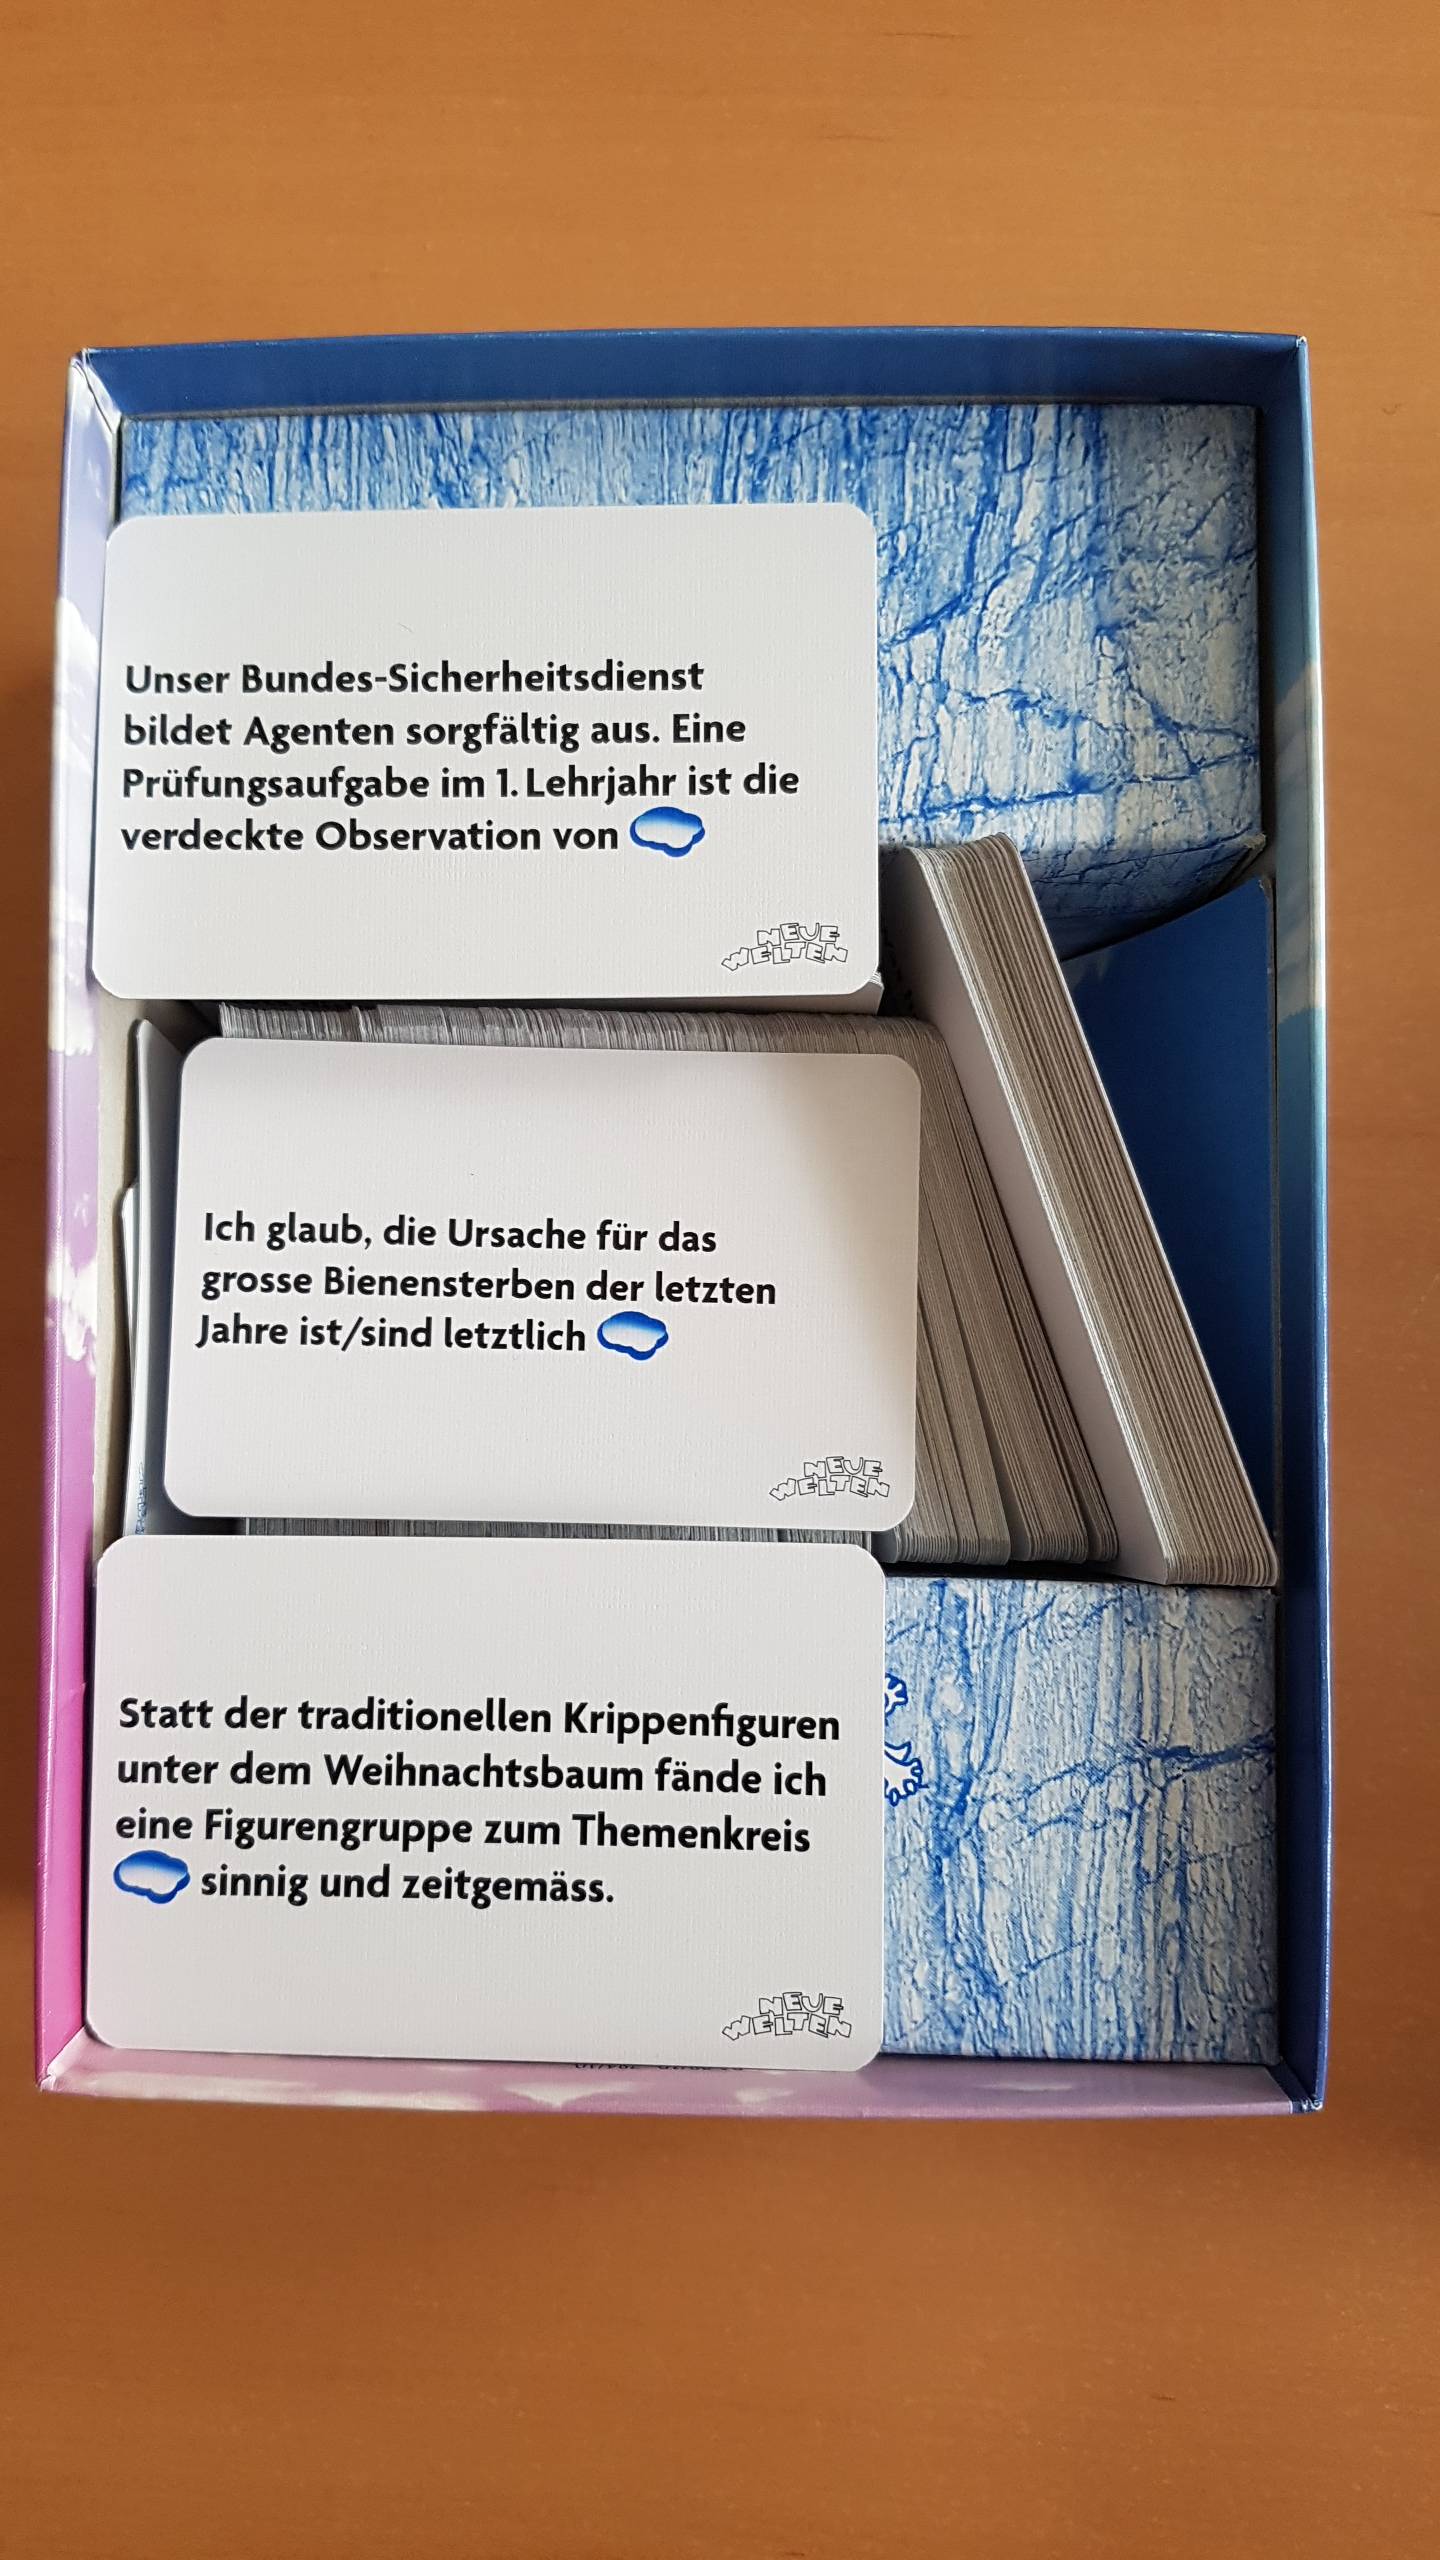 Unser Bundes-Sicherheitsdienst
bildet Agenten sorgfältig aus. Eine
Prüfungsaufgabe im 1. Lehrjahr ist die
verdeckte Observation von
NEUE
WELTEN
Ich glaub, die Ursache für das
grosse Bienensterben der letzten
Jahre ist/sind letztlich
NEUE
WELTEN
Statt der traditionellen Krippenfiguren
unter dem Weihnachtsbaum fände ich
eine Figurengruppe zum Themenkreis
sinnig und zeitgemäss.
NEUE
WELTEN